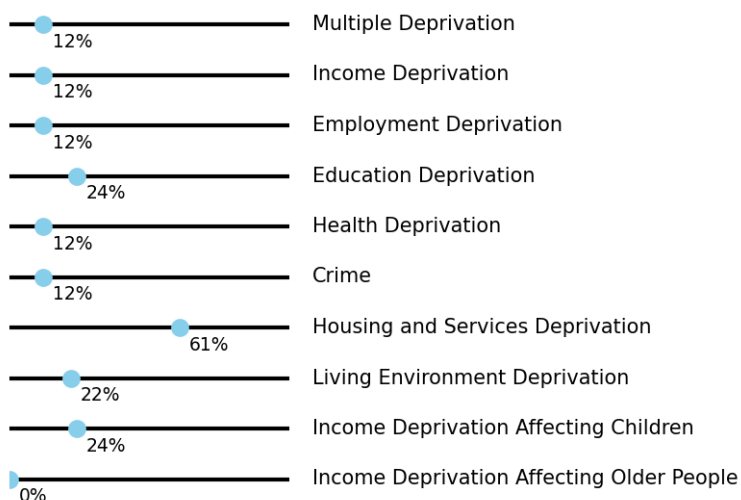 Multiple Deprivation
12%
Income Deprivation
12%
Employment Deprivation
12%
Education Deprivation
24%
Health Deprivation
12%
Crime
12%
Housing and Services Deprivation
61%
Living Environment Deprivation
22%
Income Deprivation Affecting Children
24%
Income Deprivation Affecting Older People
0%